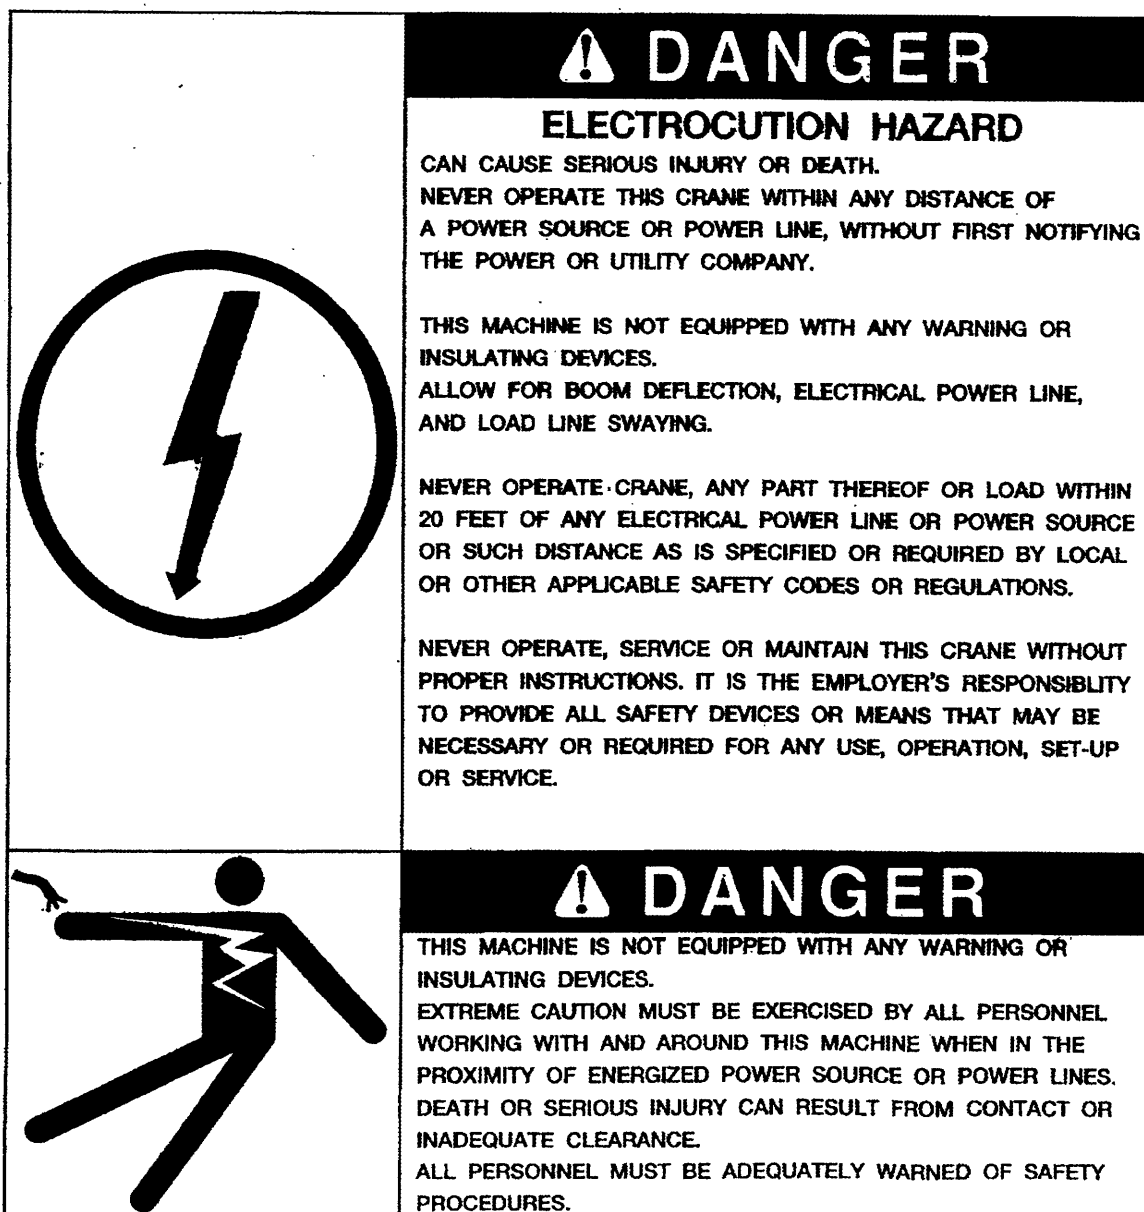 DANGER
ELECTROCUTION HAZARD
CAN CAUSE SERIOUS INJURY OR DEATH.
NEVER OPERATE THIS CRANE WITHIN ANY DISTANCE OF
A POWER SOURCE OR POWER LINE, WITHOUT FIRST NOTIFYING
THE POWER OR UTILITY COMPANY.
THIS MACHINE IS NOT EQUIPPED WITH ANY WARNING OR
INSULATING DEVICES.
ALLOW FOR BOOM DEFLECTION, ELECTRICAL POWER LINE,
AND LOAD LINE SWAYING.
NEVER OPERATE CRANE, ANY PART THEREOF OR LOAD WITHIN
20 FEET OF ANY ELECTRICAL POWER LINE OR POWER SOURCE
OR SUCH DISTANCE AS IS SPECIFIED OR REQUIRED BY LOCAL
OR OTHER APPLICABLE SAFETY CODES OR REGULATIONS.
NEVER OPERATE, SERVICE OR MAINTAIN THIS CRANE WITHOUT
PROPER INSTRUCTIONS. IT IS THE EMPLOYER'S RESPONSIBLITY
TO PROVIDE ALL SAFETY DEVICES OR MEANS THAT MAY BE
NECESSARY OR REQUIRED FOR ANY USE, OPERATION, SET-UP
OR SERVICE.
DANGER
THIS MACHINE IS NOT EQUIPPED WITH ANY WARNING OR
INSULATING DEVICES.
EXTREME CAUTION MUST BE EXERCISED BY ALL PERSONNEL
WORKING WITH AND AROUND THIS MACHINE WHEN IN THE
PROXIMITY OF ENERGIZED POWER SOURCE OR POWER LINES.
DEATH OR SERIOUS INJURY CAN RESULT FROM CONTACT OR
INADEQUATE CLEARANCE.
ALL PERSONNEL MUST BE ADEQUATELY WARNED OF SAFETY
PROCEDURES.